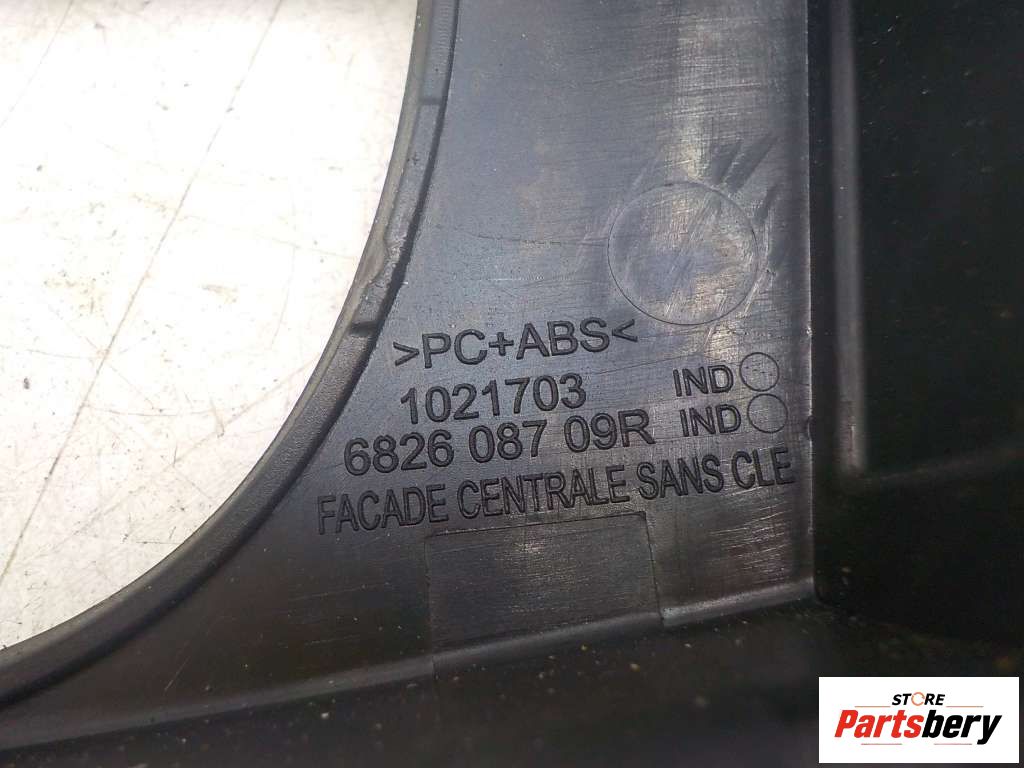 >PC+ABS<
1021703 IND
6826 087 09R IND
FACADE CENTRALE SANS CLE
STORE
Partsbery